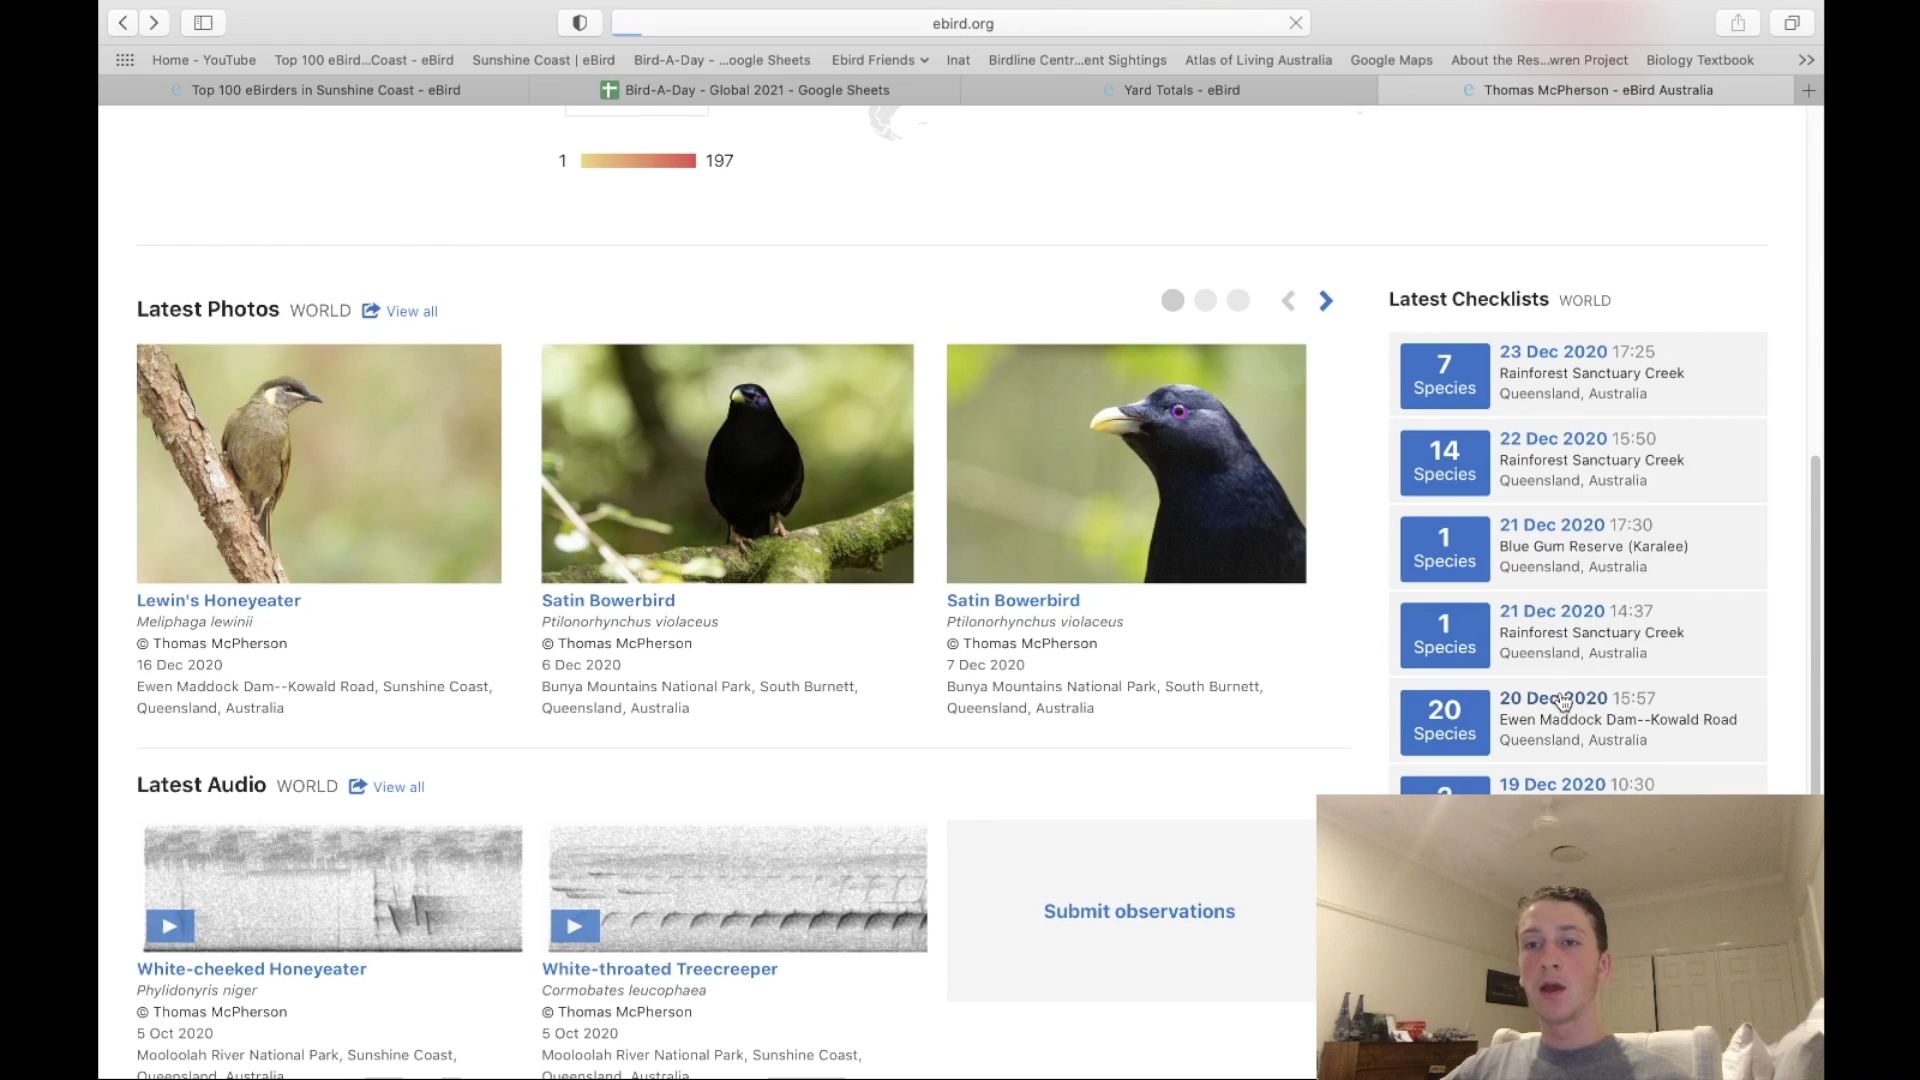 ebird.org
Home - YouTube
Top 100 eBird...Coast - eBird
Sunshine Coast | eBird
Bird-A-Day - ...oogle Sheets
Ebird Friends
Inat
Birdline Centr...ent Sightings
Atlas of Living Australia
Google Maps
About the Res...wren Project
Biology Textbook
Top 100 eBirders in Sunshine Coast - eBird
Bird-A-Day - Global 2021 - Google Sheets
Yard Totals - eBird
Thomas McPherson - eBird Australia
1 197
Latest Photos WORLD View all
Lewin's Honeyeater
Meliphaga lewinii
© Thomas McPherson
16 Dec 2020
Ewen Maddock Dam--Kowald Road, Sunshine Coast,
Queensland, Australia
Satin Bowerbird
Ptilonorhynchus violaceus
© Thomas McPherson
6 Dec 2020
Bunya Mountains National Park, South Burnett,
Queensland, Australia
Satin Bowerbird
Ptilonorhynchus violaceus
© Thomas McPherson
7 Dec 2020
Bunya Mountains National Park, South Burnett,
Queensland, Australia
Latest Audio WORLD View all
White-cheeked Honeyeater
Phylidonyris niger
© Thomas McPherson
5 Oct 2020
Mooloolah River National Park, Sunshine Coast,
Queensland, Australia
White-throated Treecreeper
Cormobates leucophaea
© Thomas McPherson
5 Oct 2020
Mooloolah River National Park, Sunshine Coast,
Queensland, Australia
Submit observations
Latest Checklists WORLD
7
Species
23 Dec 2020 17:25
Rainforest Sanctuary Creek
Queensland, Australia
14
Species
22 Dec 2020 15:50
Rainforest Sanctuary Creek
Queensland, Australia
1
Species
21 Dec 2020 17:30
Blue Gum Reserve (Karalee)
Queensland, Australia
1
Species
21 Dec 2020 14:37
Rainforest Sanctuary Creek
Queensland, Australia
20
Species
20 Dec 2020 15:57
Ewen Maddock Dam--Kowald Road
Queensland, Australia
19 Dec 2020 10:30